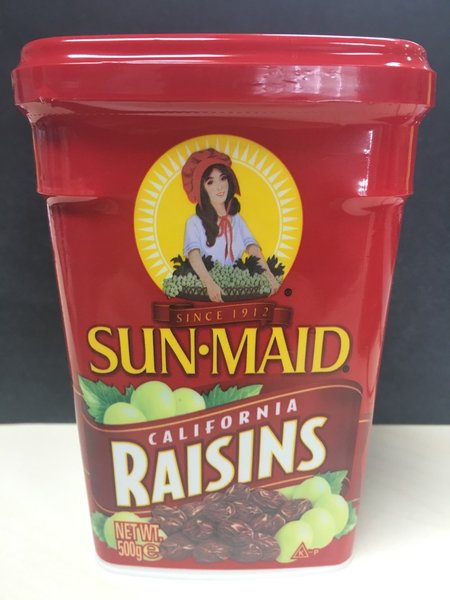 SINCE 1912
SUN•MAID®
CALIFORNIA
RAISINS
NET WT.
500g ℮
K-P